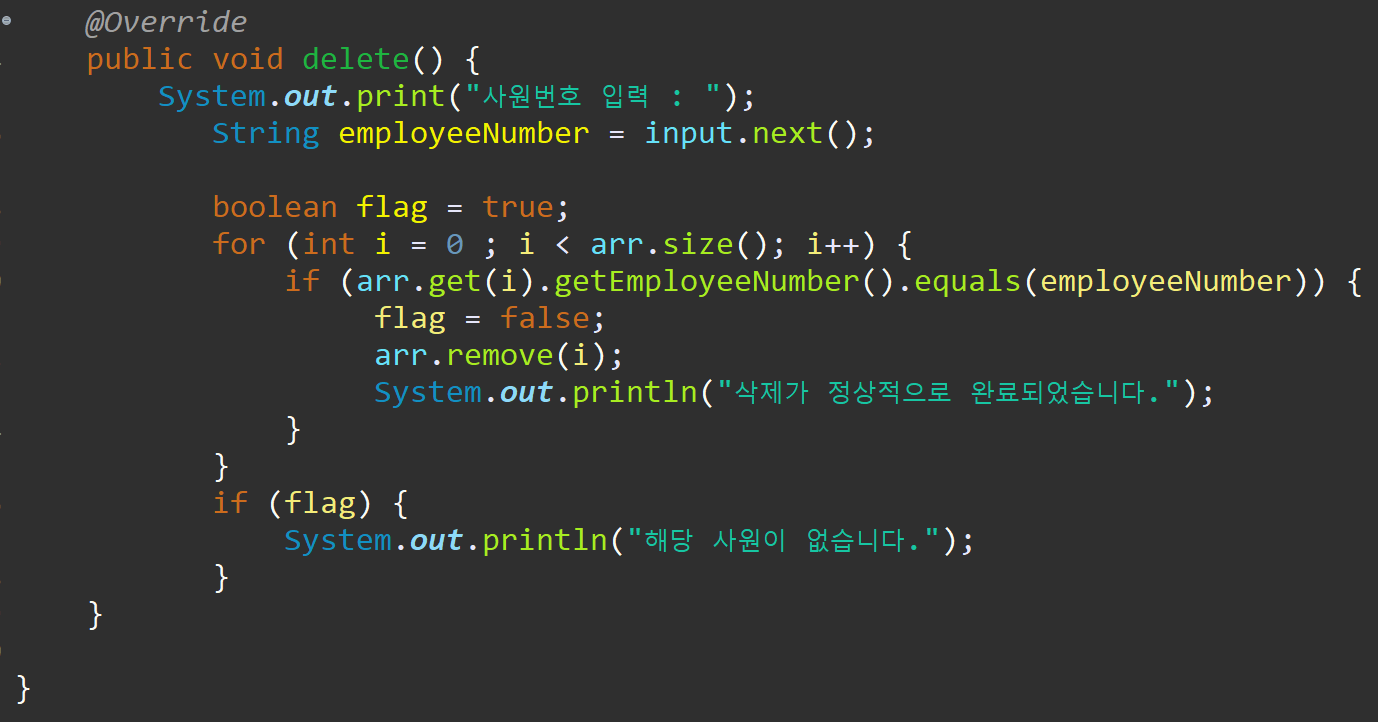 @Override
public void delete() {
System.out.print("사원번호 입력 : ");
String employeeNumber = input.next();
boolean flag = true;
for (int i = 0 ; i < arr.size(); i++) {
if (arr.get(i).getEmployeeNumber().equals(employeeNumber)) {
flag = false;
arr.remove(i);
System.out.println("삭제가 정상적으로 완료되었습니다.");
}
}
if (flag) {
System.out.println("해당 사원이 없습니다.");
}
}
}